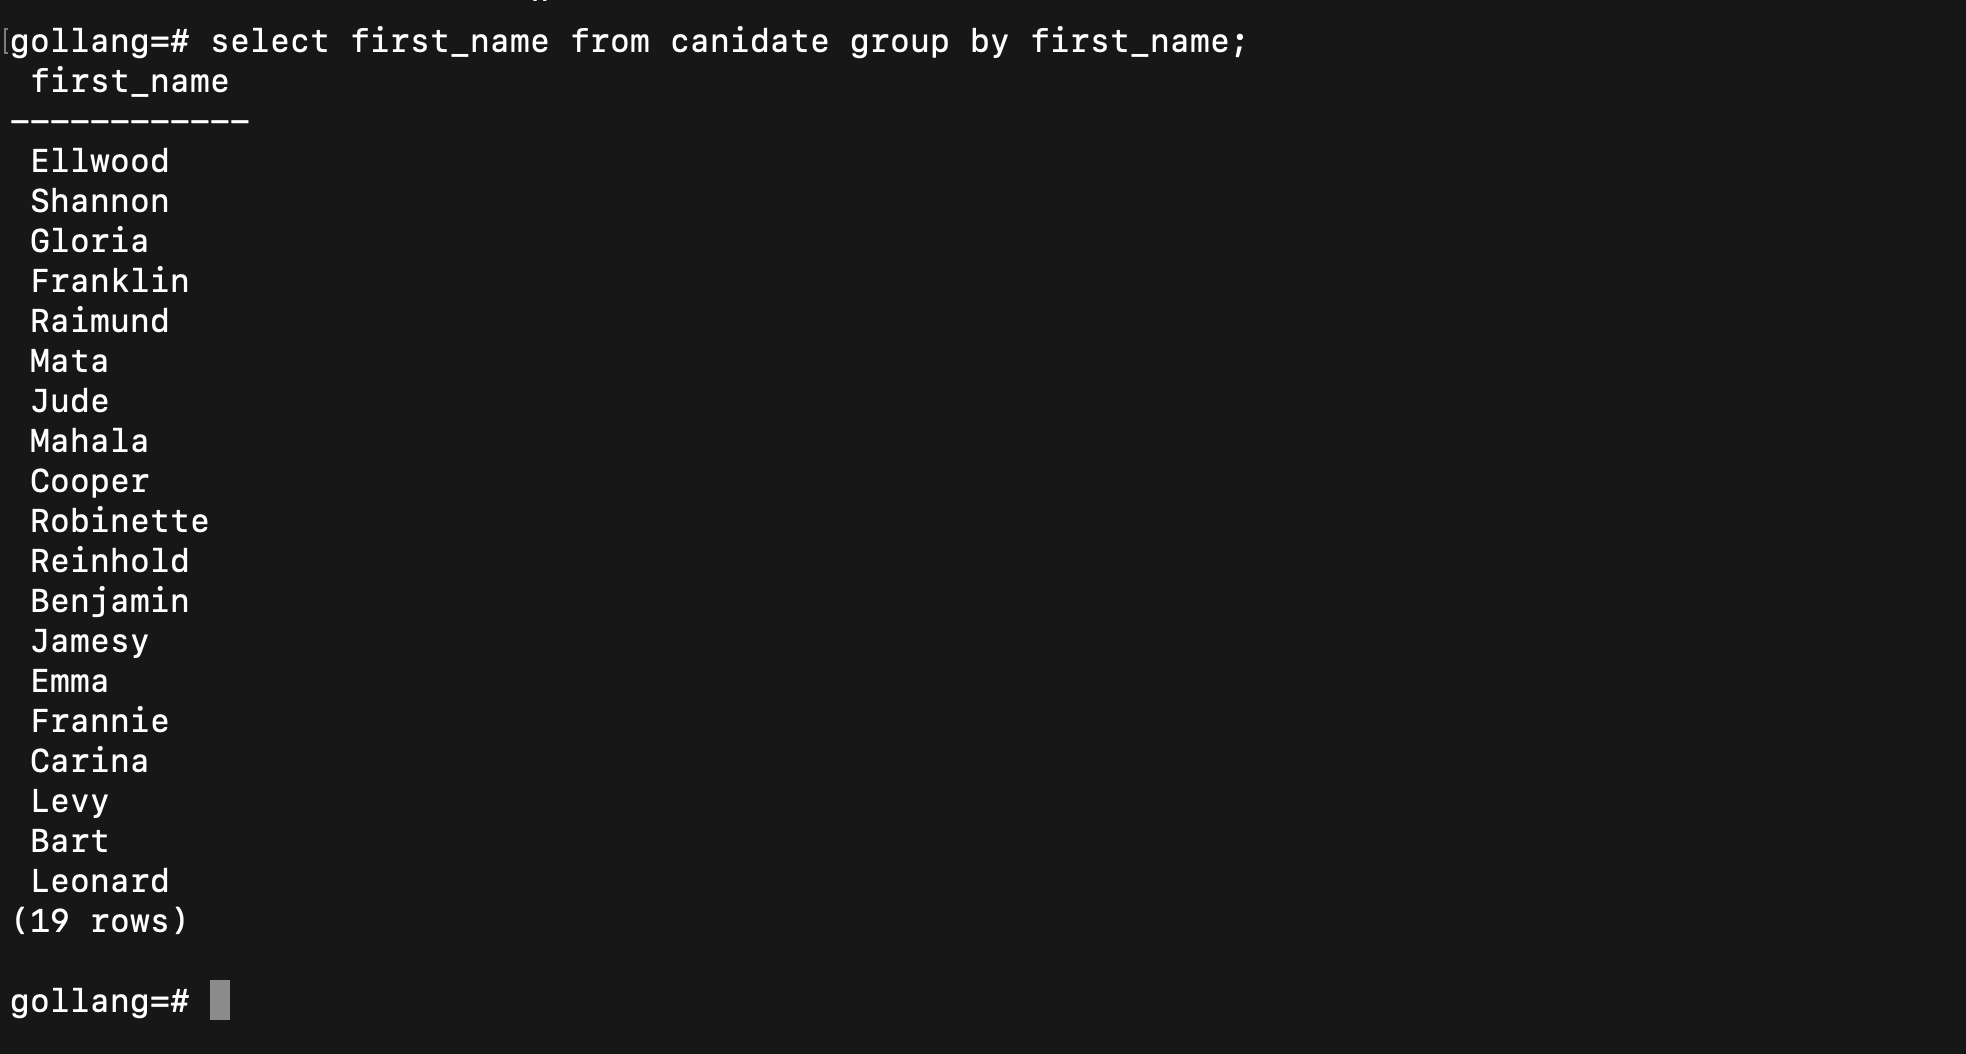 gollang=# select first_name from canidate group by first_name;
first_name
------------
Ellwood
Shannon
Gloria
Franklin
Raimund
Mata
Jude
Mahala
Cooper
Robinette
Reinhold
Benjamin
Jamesy
Emma
Frannie
Carina
Levy
Bart
Leonard
(19 rows)
gollang=#